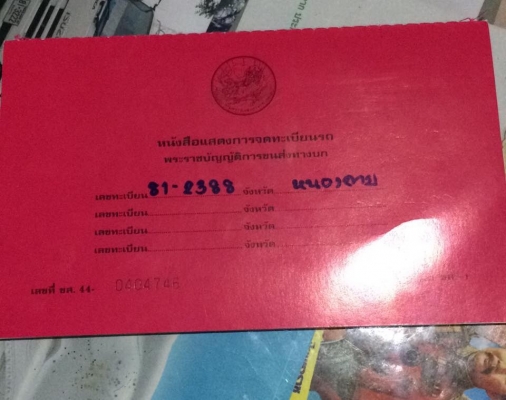 หนังสือแสดงการจดทะเบียนรถ
พระราชบัญญัติการขนส่งทางบก
เลขทะเบียน 81-2388 จังหวัด หนองคาย
เลขทะเบียน จังหวัด
เลขทะเบียน จังหวัด
เลขทะเบียน จังหวัด
เลขที่ ขศ. 44- 0404746